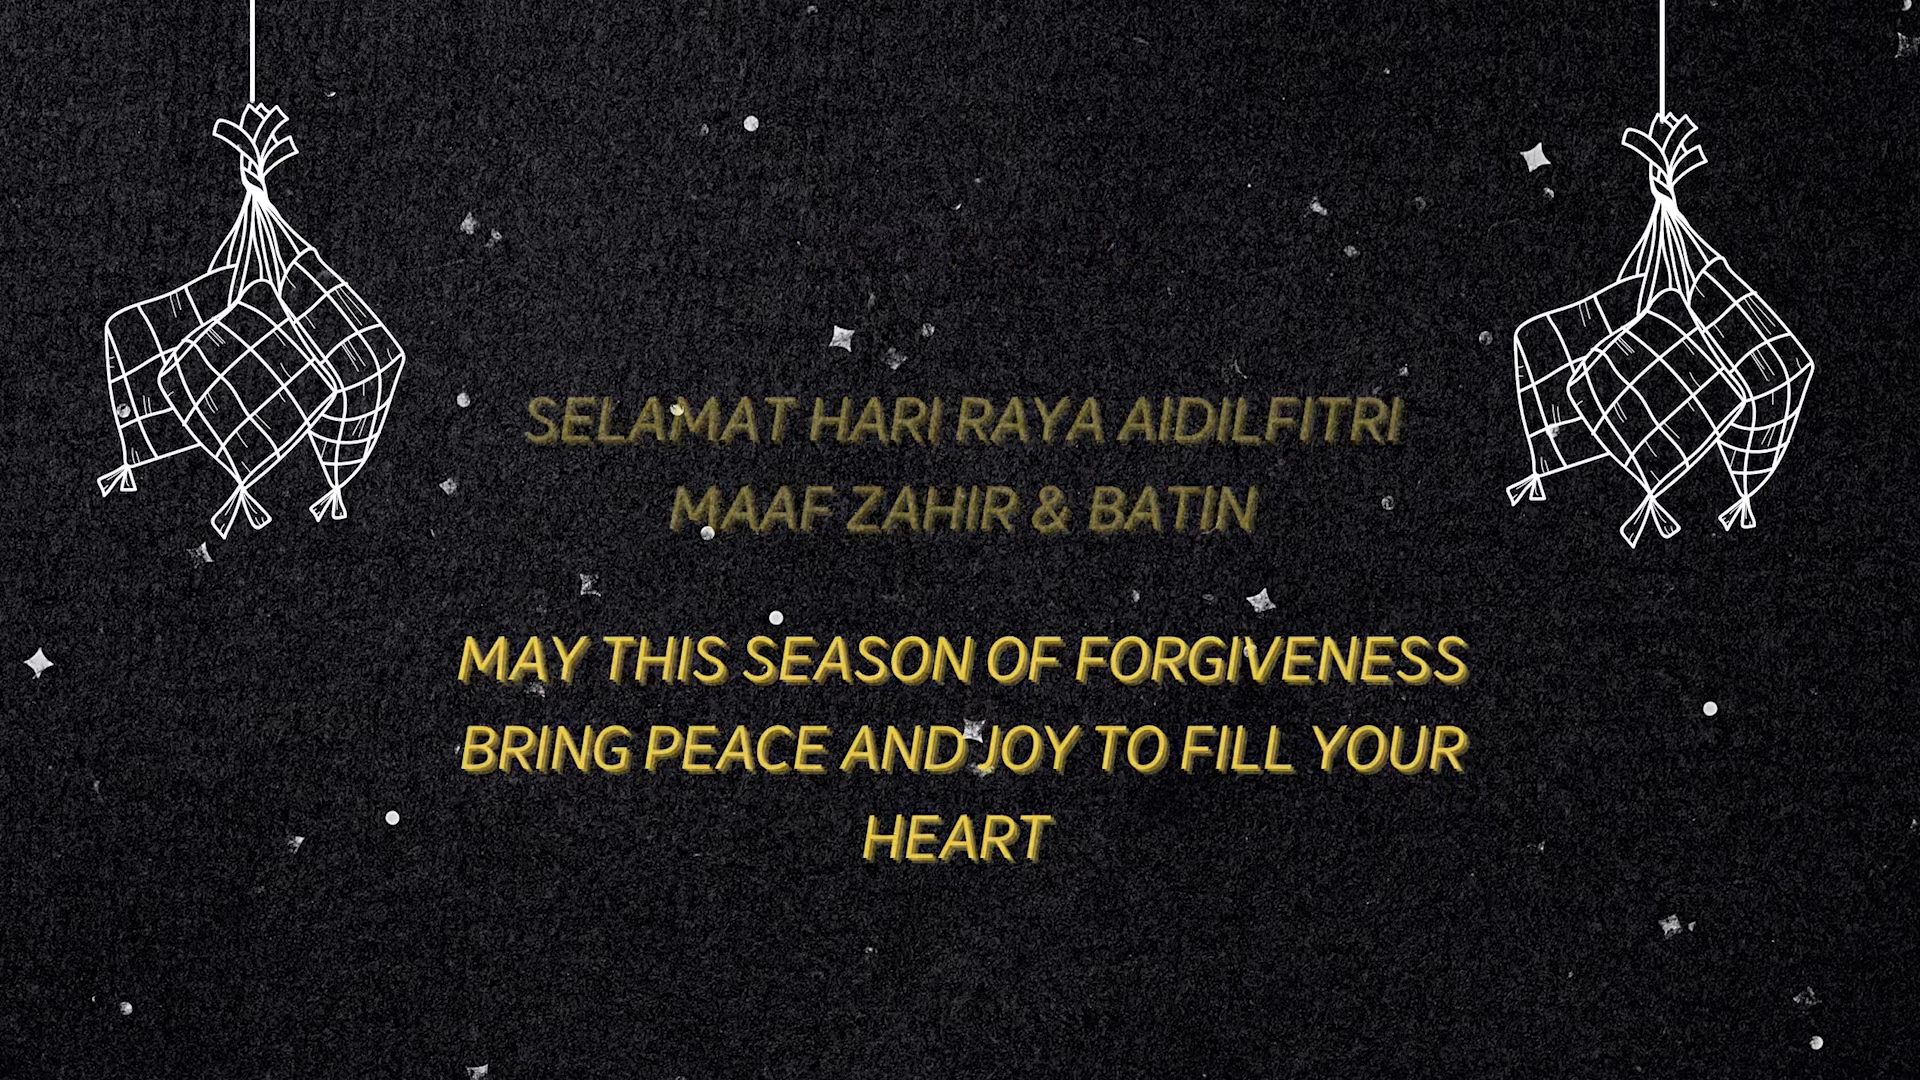 SELAMAT HARI RAYA AIDILFITRI
MAAF ZAHIR & BATIN
MAY THIS SEASON OF FORGIVENESS
BRING PEACE AND JOY TO FILL YOUR
HEART